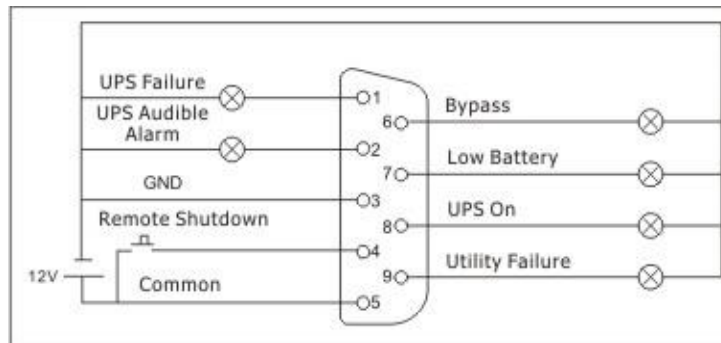 UPS Failure
1
UPS Audible
Alarm
2
GND
3
Remote Shutdown
4
12V
Common
5
6
Bypass
7
Low Battery
8
UPS On
9
Utility Failure